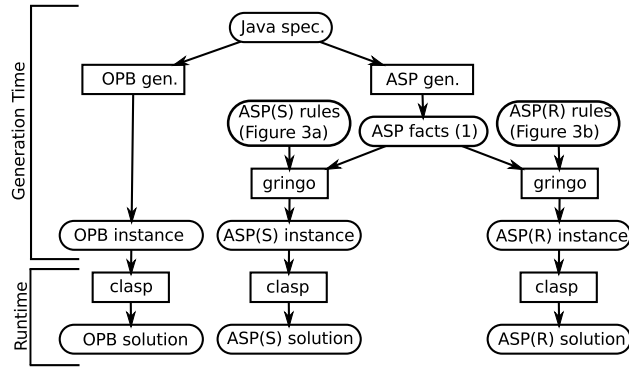 Java spec.
OPB gen.
ASP gen.
Generation Time
ASP(S) rules
(Figure 3a)
ASP facts (1)
ASP(R) rules
(Figure 3b)
gringo
gringo
OPB instance
ASP(S) instance
ASP(R) instance
Runtime
clasp
clasp
clasp
OPB solution
ASP(S) solution
ASP(R) solution